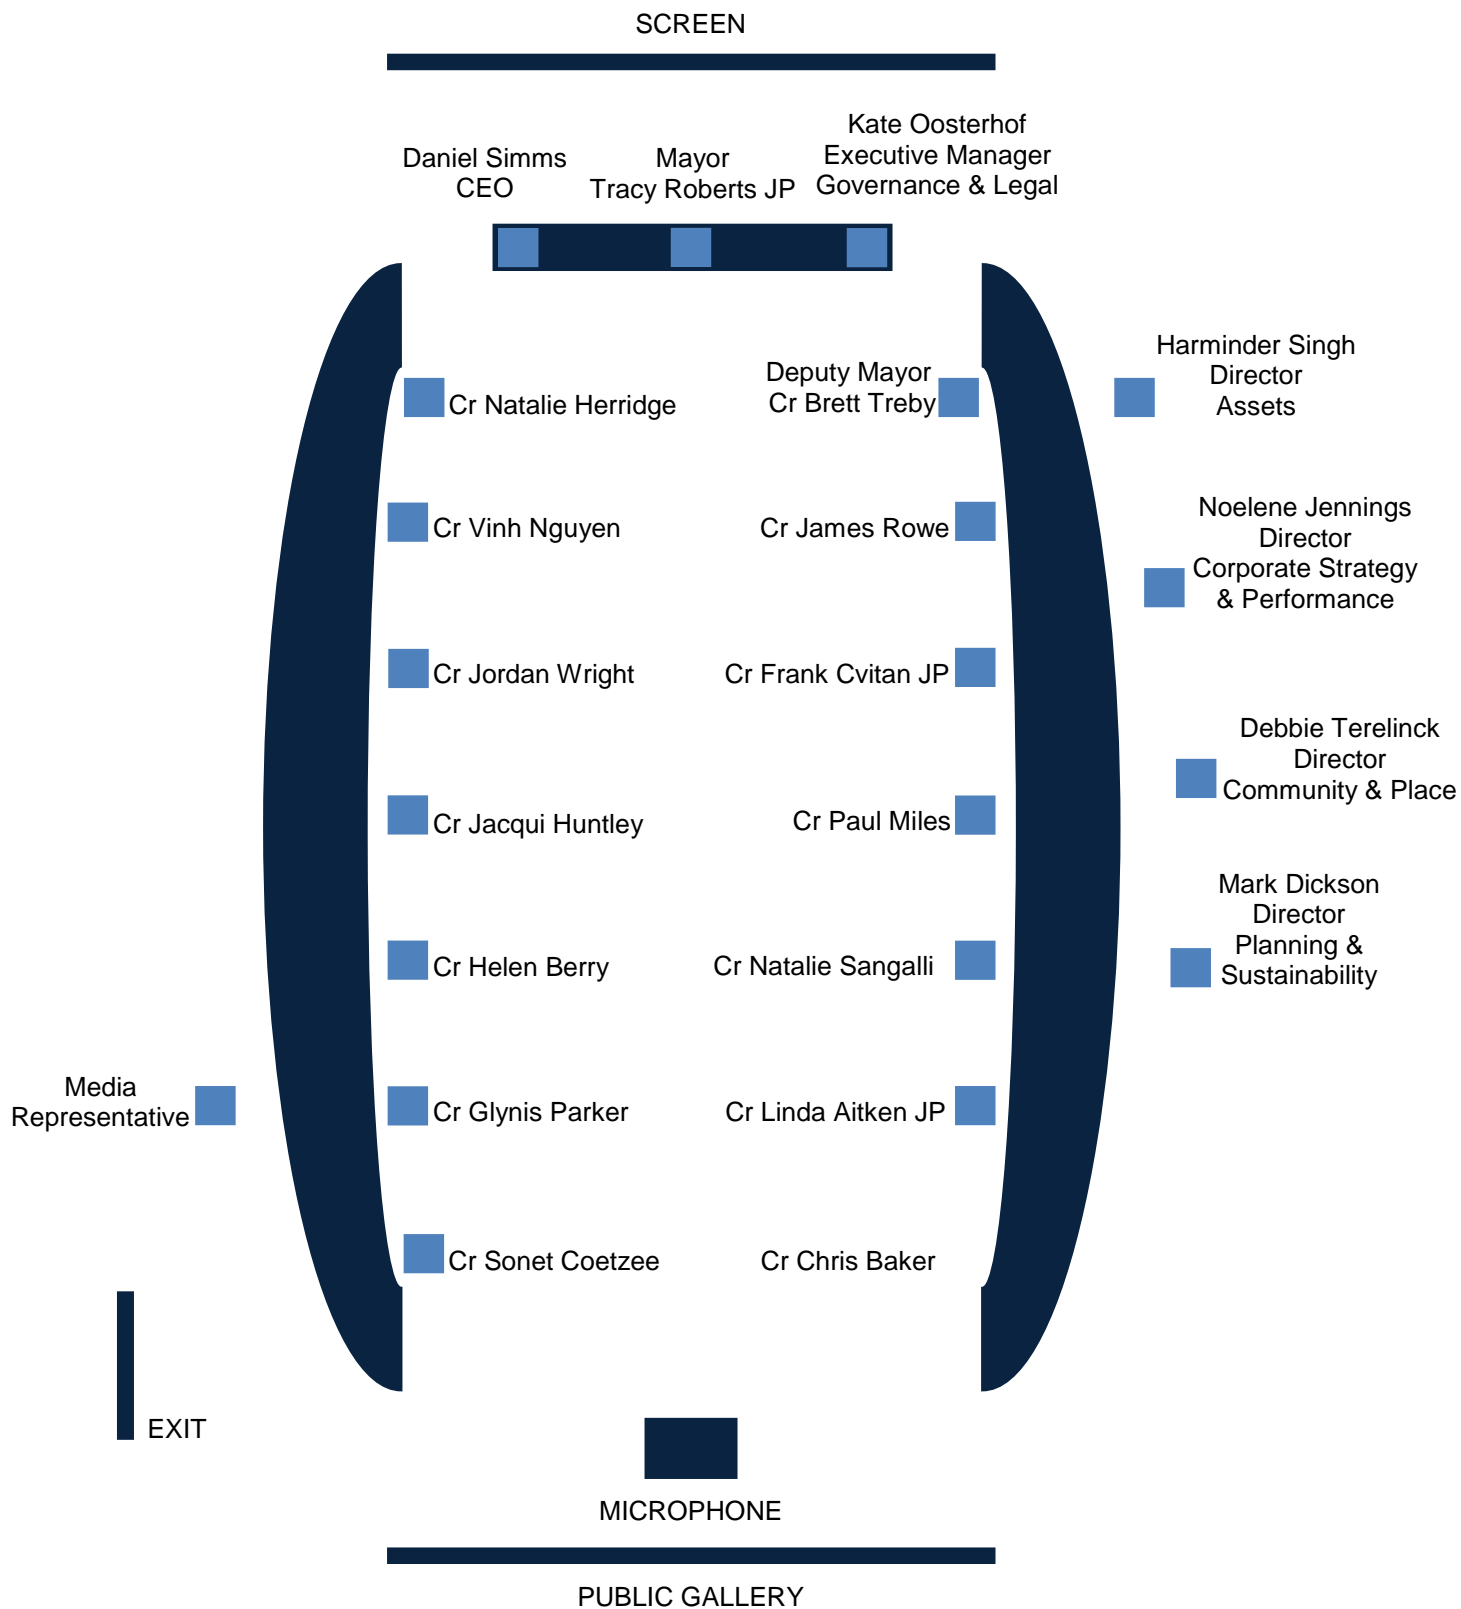 SCREEN
Daniel Simms
CEO
Mayor
Tracy Roberts JP
Kate Oosterhof
Executive Manager
Governance & Legal
Cr Natalie Herridge
Deputy Mayor
Cr Brett Treby
Harminder Singh
Director
Assets
Cr Vinh Nguyen
Cr James Rowe
Noelene Jennings
Director
Corporate Strategy
& Performance
Cr Jordan Wright
Cr Frank Cvitan JP
Debbie Terelinck
Director
Community & Place
Cr Jacqui Huntley
Cr Paul Miles
Mark Dickson
Director
Planning &
Sustainability
Cr Helen Berry
Cr Natalie Sangalli
Media
Representative
Cr Glynis Parker
Cr Linda Aitken JP
Cr Sonet Coetzee
Cr Chris Baker
EXIT
MICROPHONE
PUBLIC GALLERY